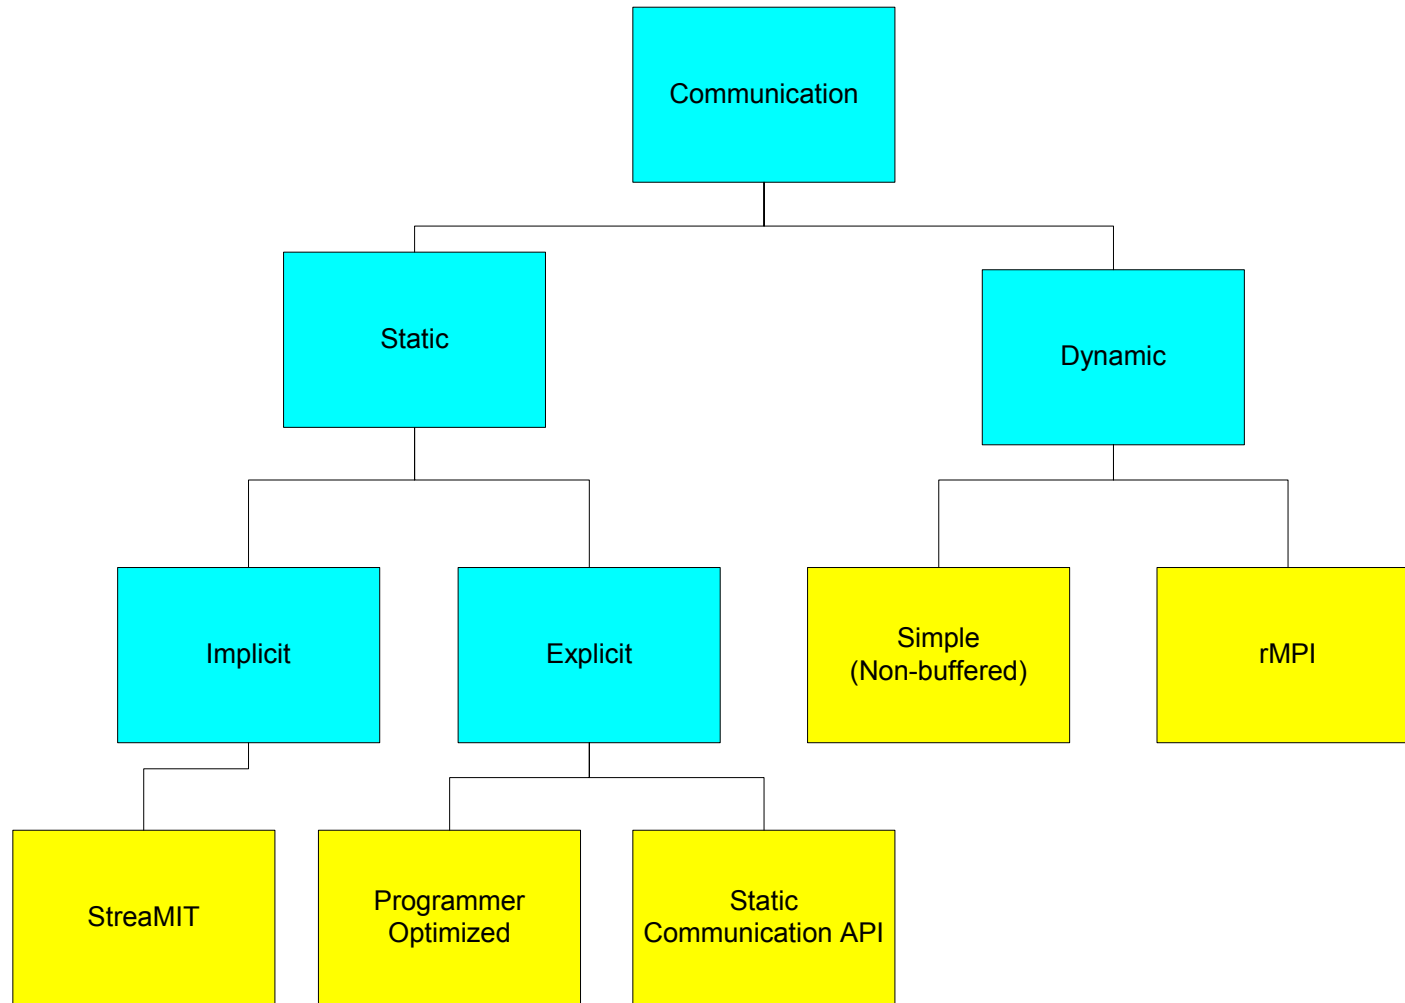 Communication
Static
Dynamic
Implicit
Explicit
Simple
(Non-buffered)
rMPI
StreaMIT
Programmer
Optimized
Static
Communication API